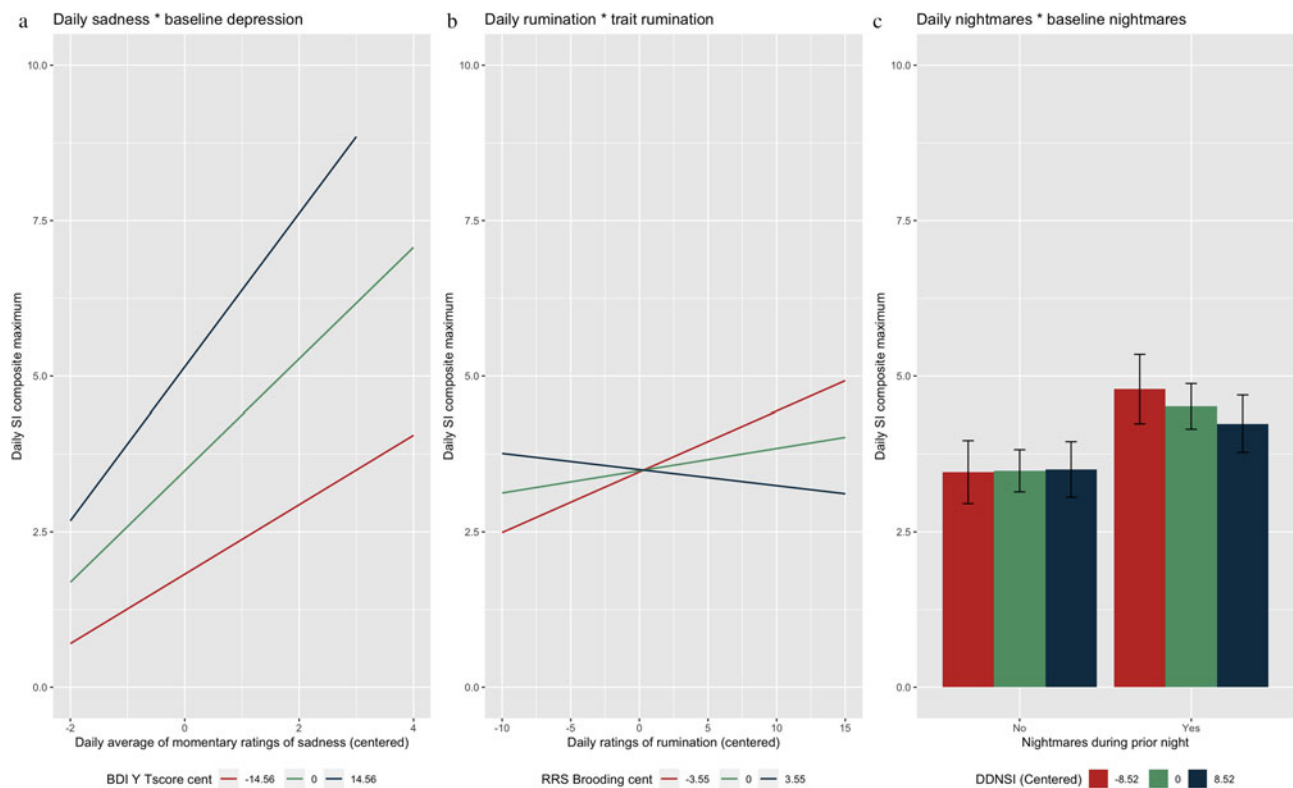 a
Daily sadness * baseline depression
10.0
7.5
5.0
2.5
0.0
Daily SI composite maximum
-2
0
2
4
Daily average of momentary ratings of sadness (centered)
BDI Y Tscore cent -14.56 0 14.56
b
Daily rumination * trait rumination
10.0
7.5
5.0
2.5
0.0
Daily SI composite maximum
-10
-5
0
5
10
15
Daily ratings of rumination (centered)
RRS Brooding cent -3.55 0 3.55
c
Daily nightmares * baseline nightmares
10.0
7.5
5.0
2.5
0.0
Daily SI composite maximum
No
Yes
Nightmares during prior night
DDNSI (Centered) -8.52 0 8.52